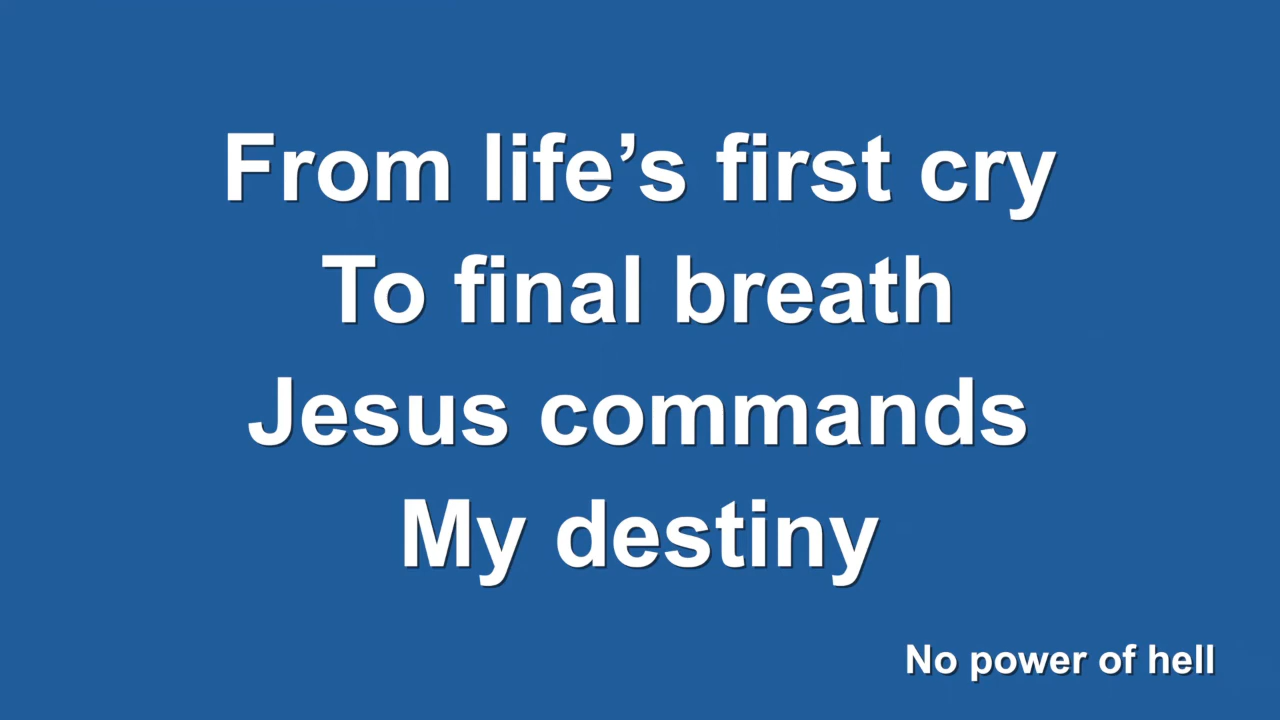 From life’s first cry
To final breath
Jesus commands
My destiny
No power of hell